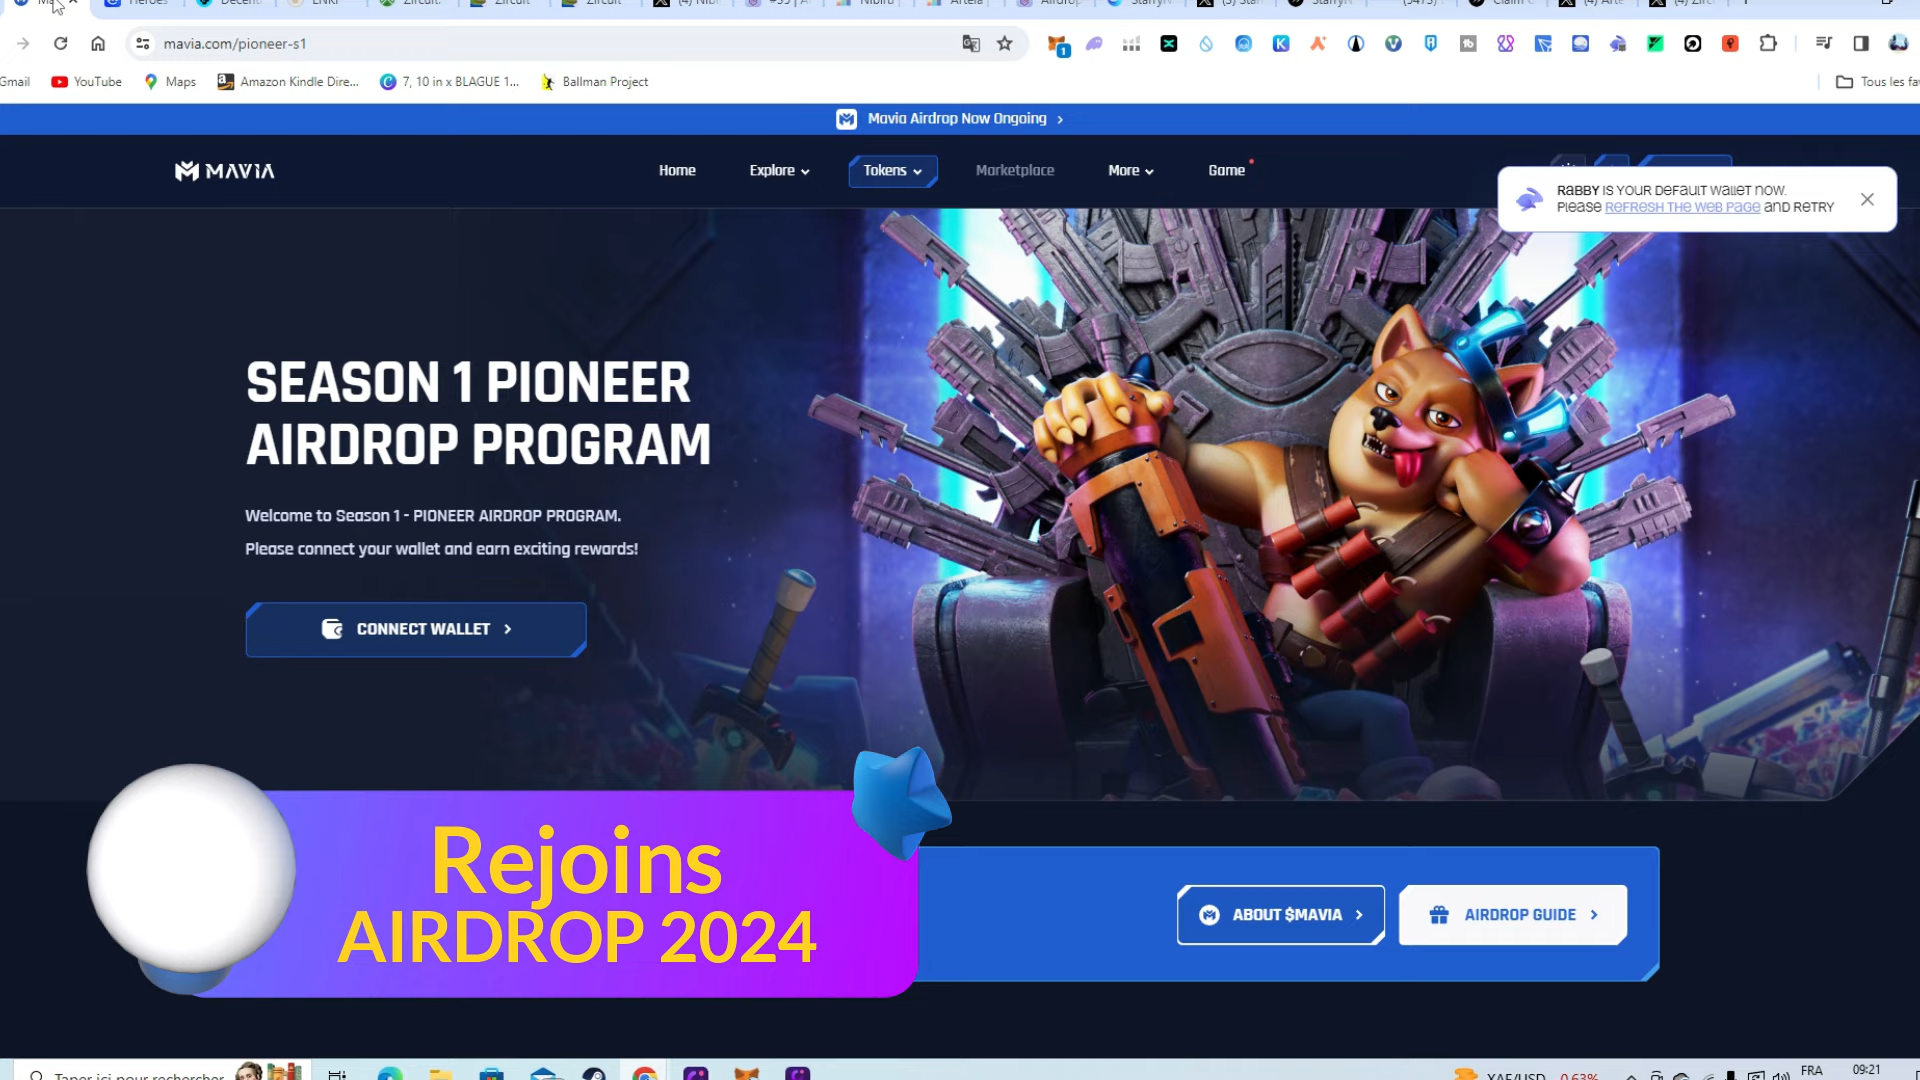 mavia.com/pioneer-s1
Gmail
YouTube
Maps
Amazon Kindle Dire...
7, 10 in x BLAGUE 1...
Ballman Project
Tous les fa
Mavia Airdrop Now Ongoing
MAVIA
Home
Explore
Tokens
Marketplace
More
Game
RABBY IS YOUR DEFAULT WALLET NOW.
PLEASE REFRESH THE WEB PAGE AND RETRY
SEASON 1 PIONEER
AIRDROP PROGRAM
Welcome to Season 1 - PIONEER AIRDROP PROGRAM.
Please connect your wallet and earn exciting rewards!
CONNECT WALLET
Rejoins
AIRDROP 2024
ABOUT $MAVIA
AIRDROP GUIDE
Taper ici pour rechercher
XAF/USD -0,63%
FRA
09:21